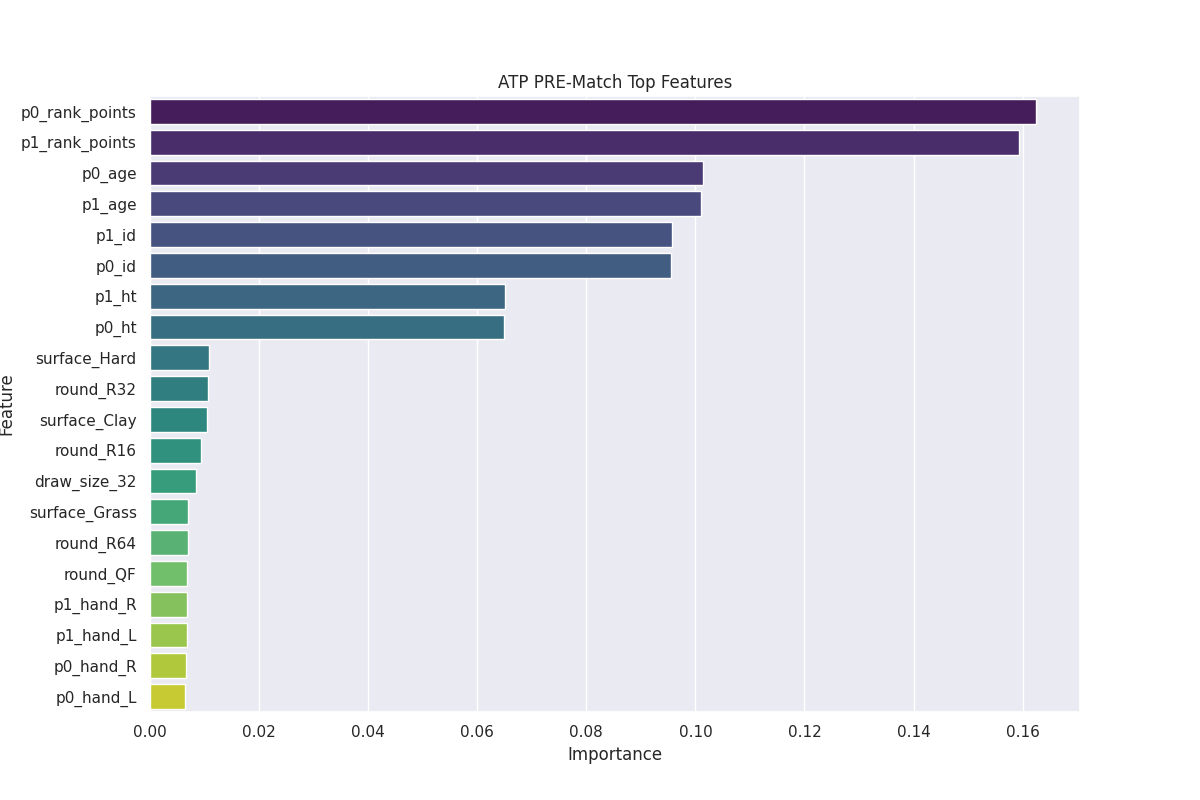 ATP PRE-Match Top Features
p0_rank_points
p1_rank_points
p0_age
p1_age
p1_id
p0_id
p1_ht
p0_ht
surface_Hard
round_R32
surface_Clay
round_R16
draw_size_32
surface_Grass
round_R64
round_QF
p1_hand_R
p1_hand_L
p0_hand_R
p0_hand_L
Feature
0.00 0.02 0.04 0.06 0.08 0.10 0.12 0.14 0.16
Importance